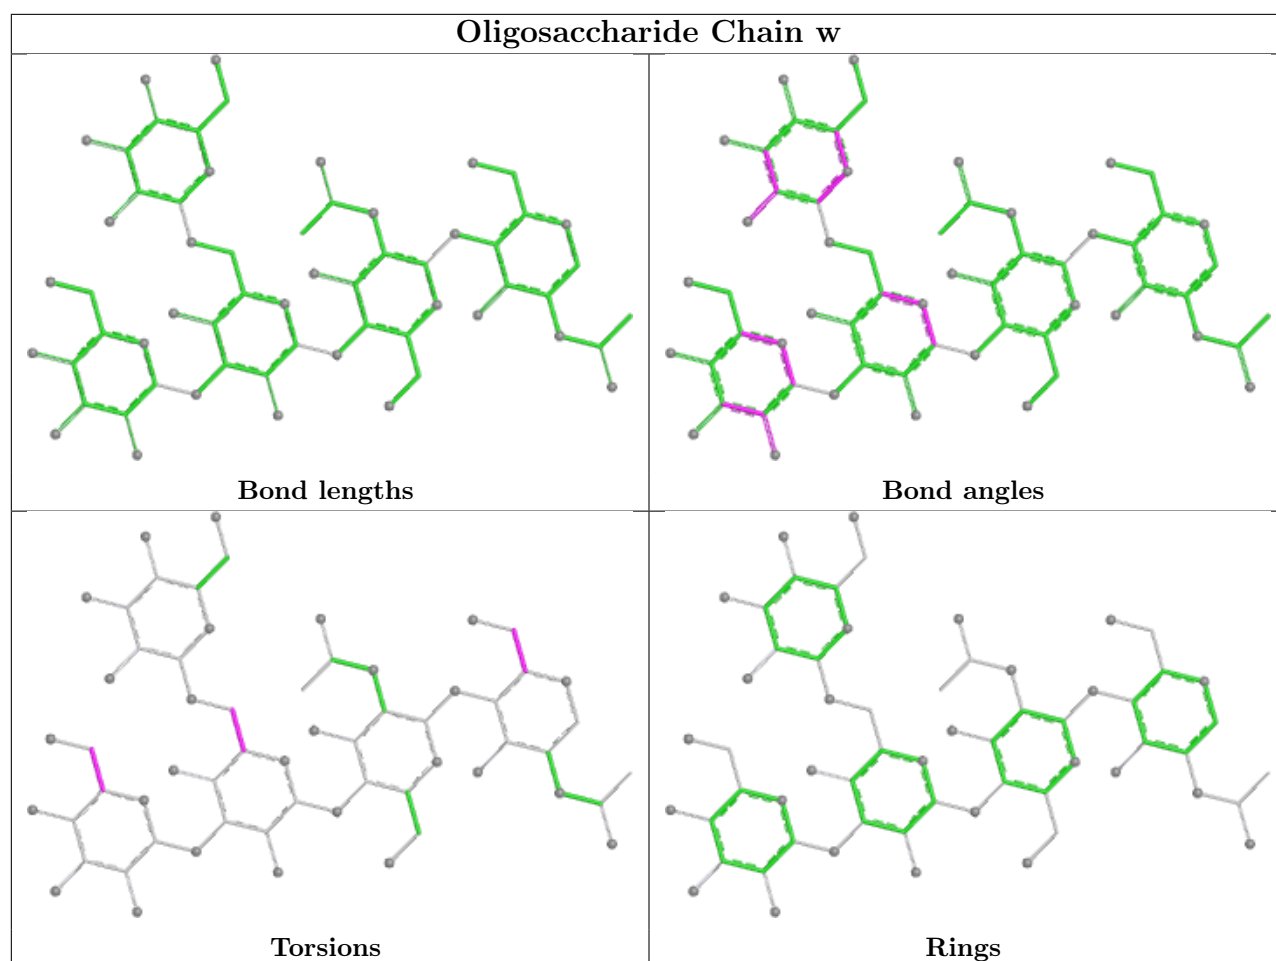 Oligosaccharide Chain w
Bond lengths
Bond angles
Torsions
Rings